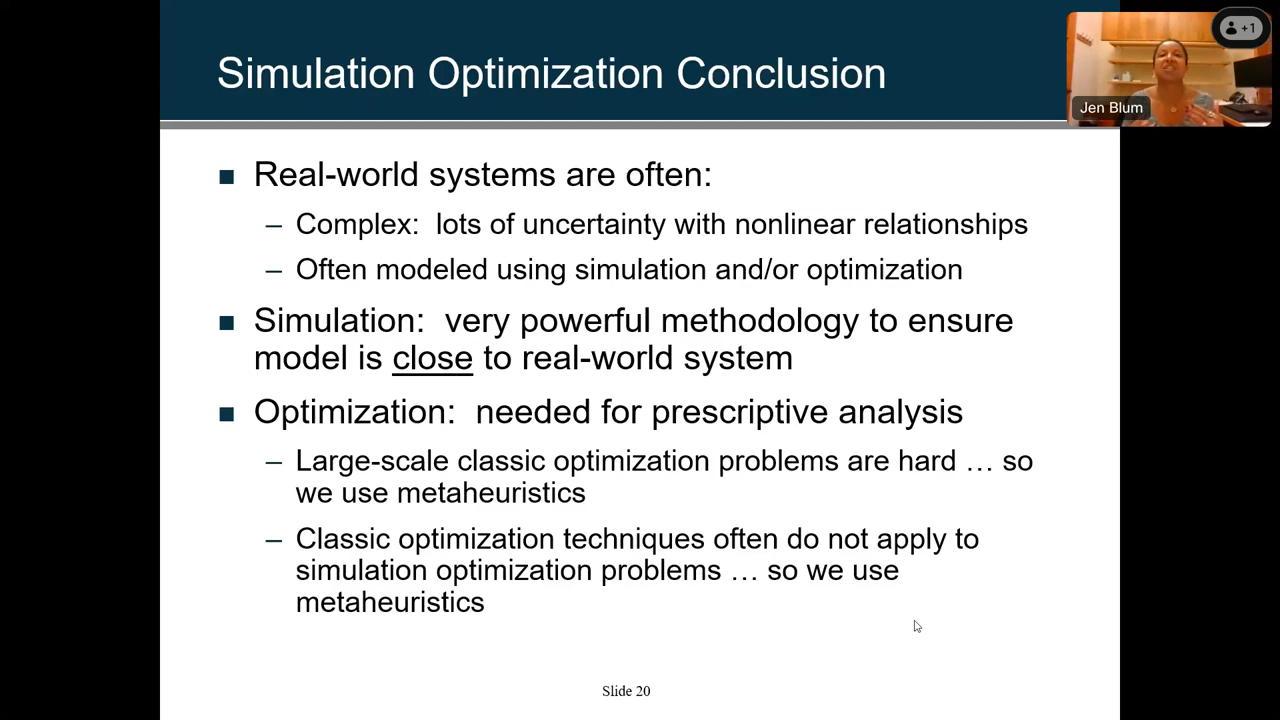 Simulation Optimization Conclusion
+1
Jen Blum
■ Real-world systems are often:
– Complex: lots of uncertainty with nonlinear relationships
– Often modeled using simulation and/or optimization
■ Simulation: very powerful methodology to ensure
model is close to real-world system
■ Optimization: needed for prescriptive analysis
– Large-scale classic optimization problems are hard … so
we use metaheuristics
– Classic optimization techniques often do not apply to
simulation optimization problems … so we use
metaheuristics
Slide 20